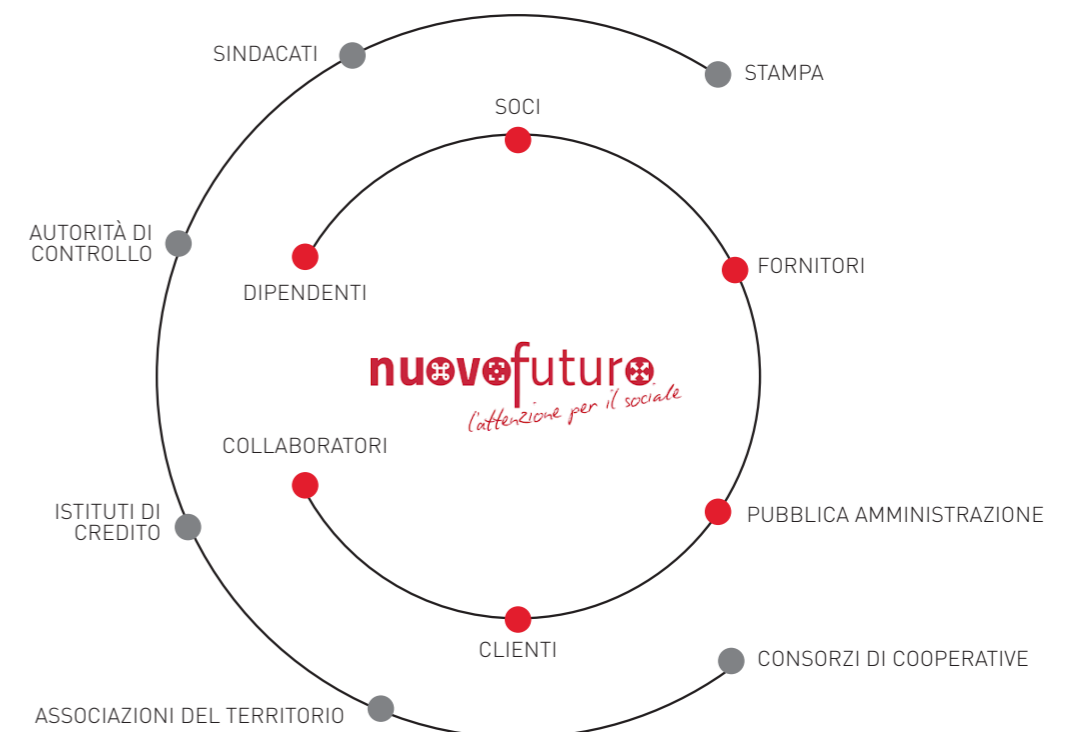 SINDACATI
STAMPA
SOCI
AUTORITÀ DI
CONTROLLO
FORNITORI
DIPENDENTI
nuovofuturo
l'attenzione per il sociale
COLLABORATORI
ISTITUTI DI
CREDITO
PUBBLICA AMMINISTRAZIONE
CLIENTI
CONSORZI DI COOPERATIVE
ASSOCIAZIONI DEL TERRITORIO